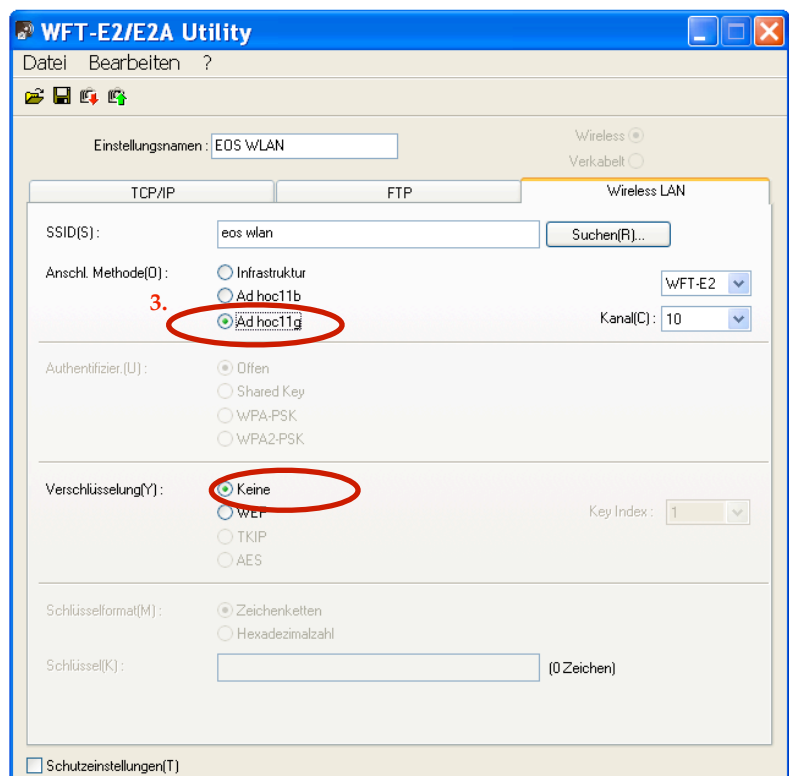 WFT-E2/E2A Utility
Datei Bearbeiten ?
Einstellungsnamen : EOS WLAN
Wireless
Verkabelt
TCP/IP FTP Wireless LAN
SSID(S) : eos wlan Suchen(R)...
Anschl. Methode(O) : Infrastruktur WFT-E2
Ad hoc11b
3.
Ad hoc11g Kanal(C) : 10
Authentifizier.(U) : Offen
Shared Key
WPA-PSK
WPA2-PSK
Verschlüsselung(Y) : Keine
WEP Key Index : 1
TKIP
AES
Schlüsselformat(M) : Zeichenketten
Hexadezimalzahl
Schlüssel(K) : (0 Zeichen)
Schutzeinstellungen(T)